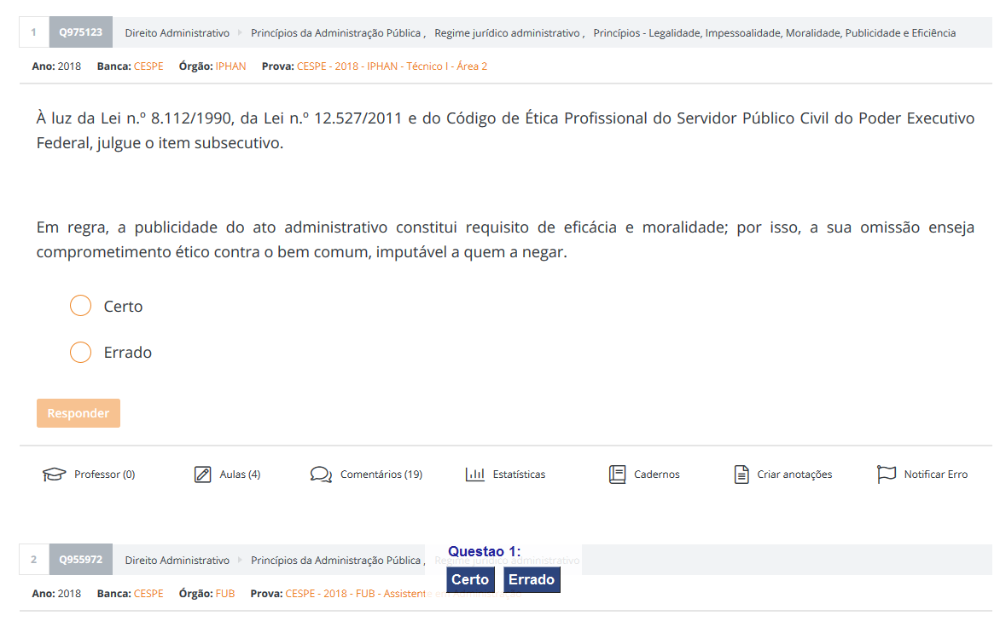 1 Q975123 Direito Administrativo Princípios da Administração Pública , Regime jurídico administrativo , Princípios - Legalidade, Impessoalidade, Moralidade, Publicidade e Eficiência
Ano: 2018 Banca: CESPE Órgão: IPHAN Prova: CESPE - 2018 - IPHAN - Técnico I - Área 2
À luz da Lei n.º 8.112/1990, da Lei n.º 12.527/2011 e do Código de Ética Profissional do Servidor Público Civil do Poder Executivo
Federal, julgue o item subsecutivo.
Em regra, a publicidade do ato administrativo constitui requisito de eficácia e moralidade; por isso, a sua omissão enseja
comprometimento ético contra o bem comum, imputável a quem a negar.
Certo
Errado
Responder
Professor (0) Aulas (4) Comentários (19) Estatísticas Cadernos Criar anotações Notificar Erro
2 Q955972 Direito Administrativo Princípios da Administração Pública , Regime jurídico administrativo
Questao 1:
Certo Errado
Ano: 2018 Banca: CESPE Órgão: FUB Prova: CESPE - 2018 - FUB - Assistente